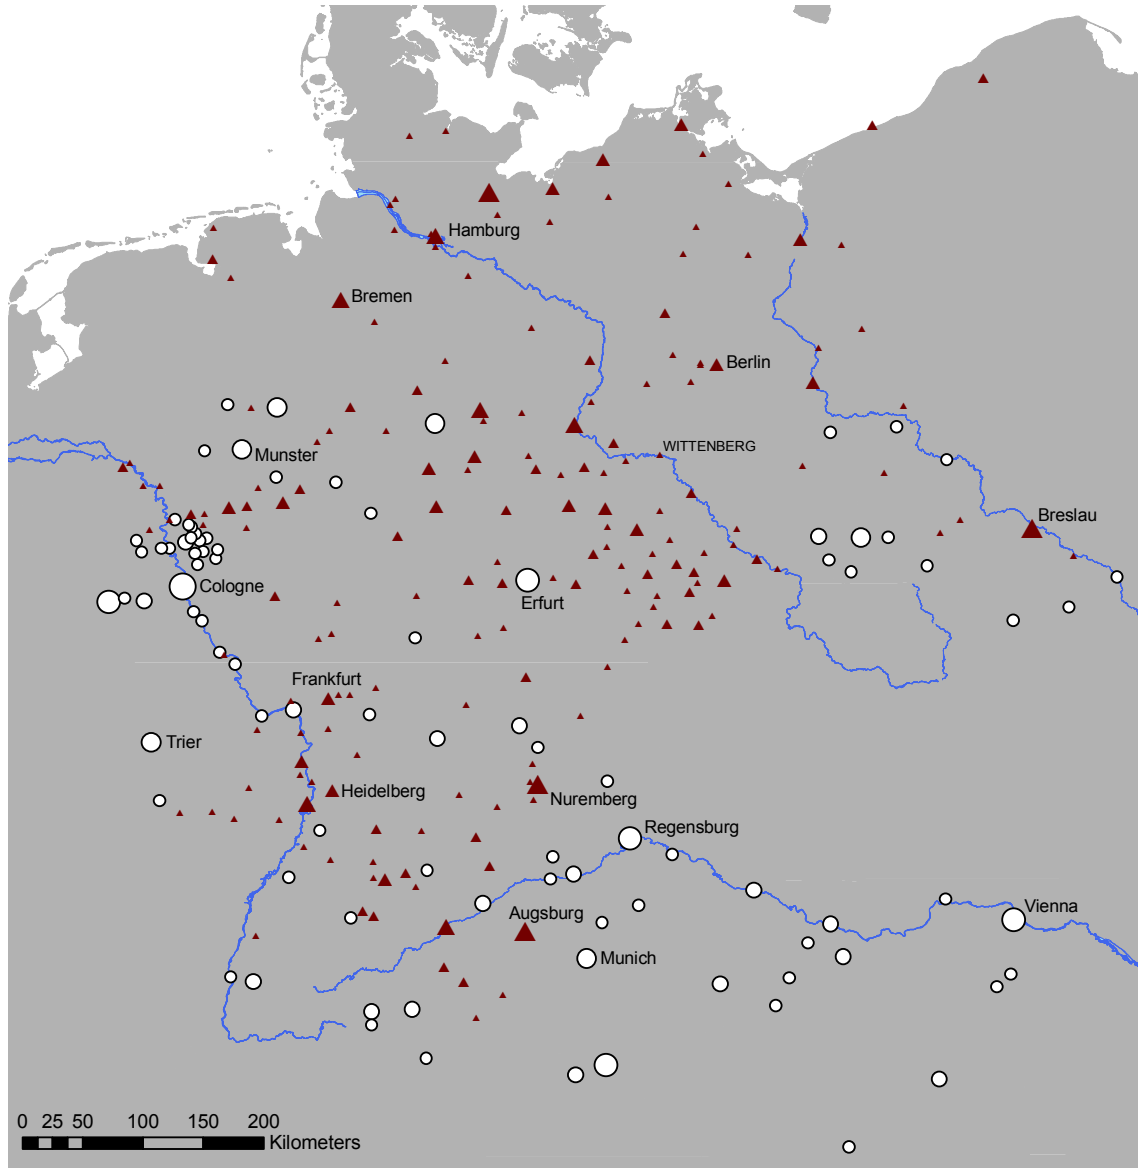 Hamburg
Bremen
Berlin
Munster
WITTENBERG
Breslau
Cologne
Erfurt
Frankfurt
Trier
Heidelberg
Nuremberg
Regensburg
Augsburg
Vienna
Munich
0 25 50 100 150 200
Kilometers